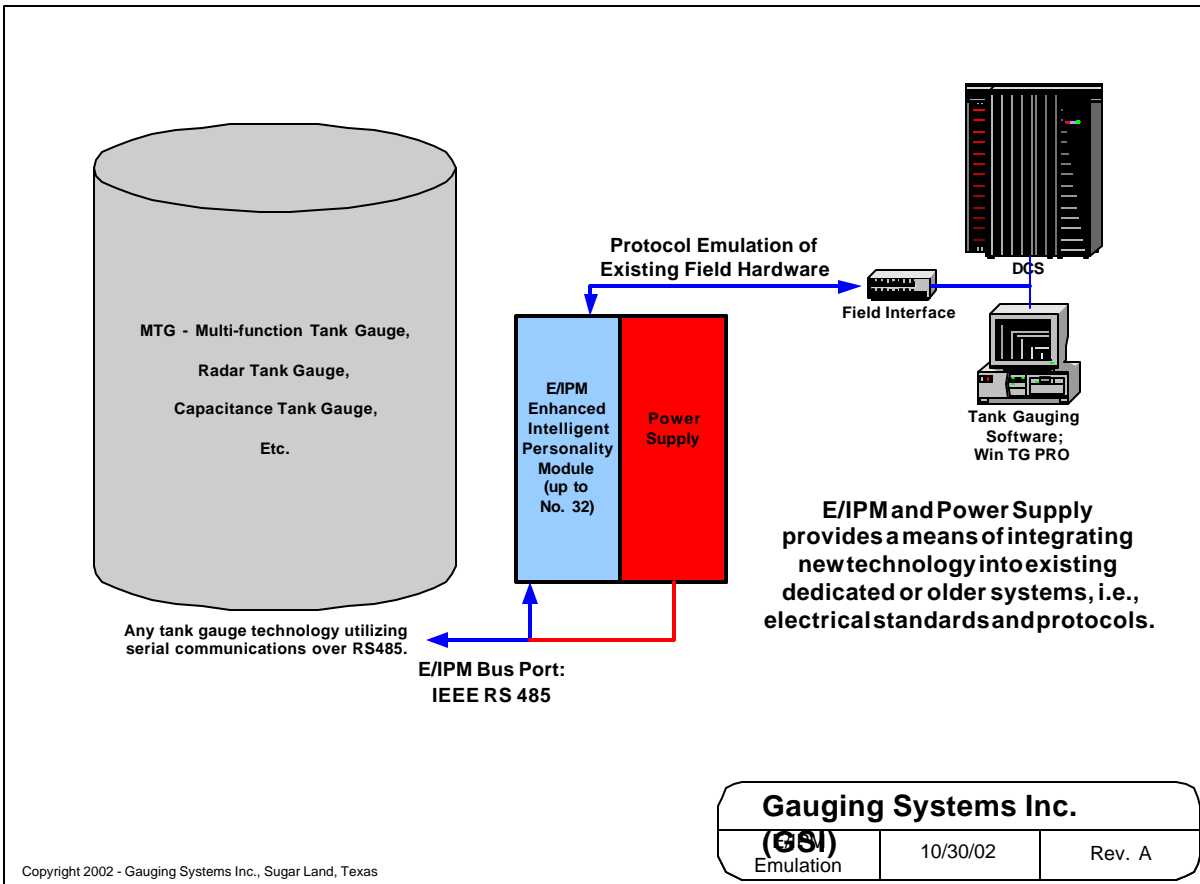 DCS
Protocol Emulation of
Existing Field Hardware
Field Interface
MTG - Multi-function Tank Gauge,
Radar Tank Gauge,
Capacitance Tank Gauge,
Etc.
E/IPM
Enhanced
Intelligent
Personality
Module
(up to
No. 32)
Power
Supply
Tank Gauging
Software;
Win TG PRO
E/IPM and Power Supply
provides a means of integrating
new technology into existing
dedicated or older systems, i.e.,
electrical standards and protocols.
Any tank gauge technology utilizing
serial communications over RS485.
E/IPM Bus Port:
IEEE RS 485
Gauging Systems Inc.
(GSI)
E/IPM
Emulation
10/30/02
Rev. A
Copyright 2002 - Gauging Systems Inc., Sugar Land, Texas